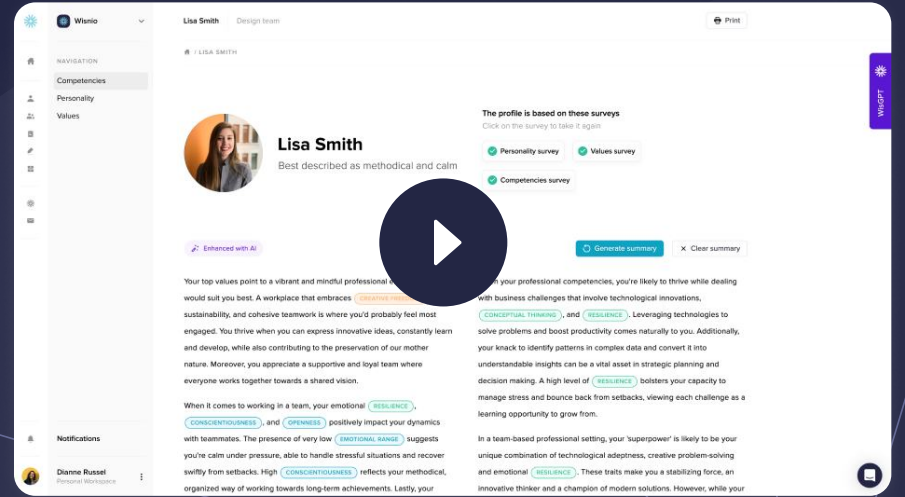 Wisnio
Lisa Smith
Design team
Print
/ LISA SMITH
NAVIGATION
Competencies
Personality
Values
WisGPT
The profile is based on these surveys
Click on the survey to take it again
Personality survey
Values survey
Competencies survey
Lisa Smith
Best described as methodical and calm
Enhanced with AI
Generate summary
Clear summary
Your top values point to a vibrant and mindful professional
would suit you best. A workplace that embraces CREATIVE
sustainability, and cohesive teamwork is where you'd probably feel most
engaged. You thrive when you can express innovative ideas, constantly learn
and develop, while also contributing to the preservation of our mother
nature. Moreover, you appreciate a supportive and loyal team where
everyone works together towards a shared vision.
When it comes to working in a team, your emotional RESILIENCE ,
CONSCIENTIOUSNESS , and OPENNESS positively impact your dynamics
with teammates. The presence of very low EMOTIONAL RANGE suggests
you're calm under pressure, able to handle stressful situations and recover
swiftly from setbacks. High CONSCIENTIOUSNESS reflects your methodical,
organized way of working towards long-term achievements. Lastly, your
your professional competencies, you're likely to thrive while dealing
with business challenges that involve technological innovations,
CONCEPTUAL THINKING , and RESILIENCE . Leveraging technologies to
solve problems and boost productivity comes naturally to you. Additionally,
your knack to identify patterns in complex data and convert it into
understandable insights can be a vital asset in strategic planning and
decision making. A high level of RESILIENCE bolsters your capacity to
manage stress and bounce back from setbacks, viewing each challenge as a
learning opportunity to grow from.
In a team-based professional setting, your 'superpower' is likely to be your
unique combination of technological adeptness, creative problem-solving
and emotional RESILIENCE . These traits make you a stabilizing force, an
innovative thinker and a champion of modern solutions. However, while your
Notifications
Dianne Russel
Personal Workspace